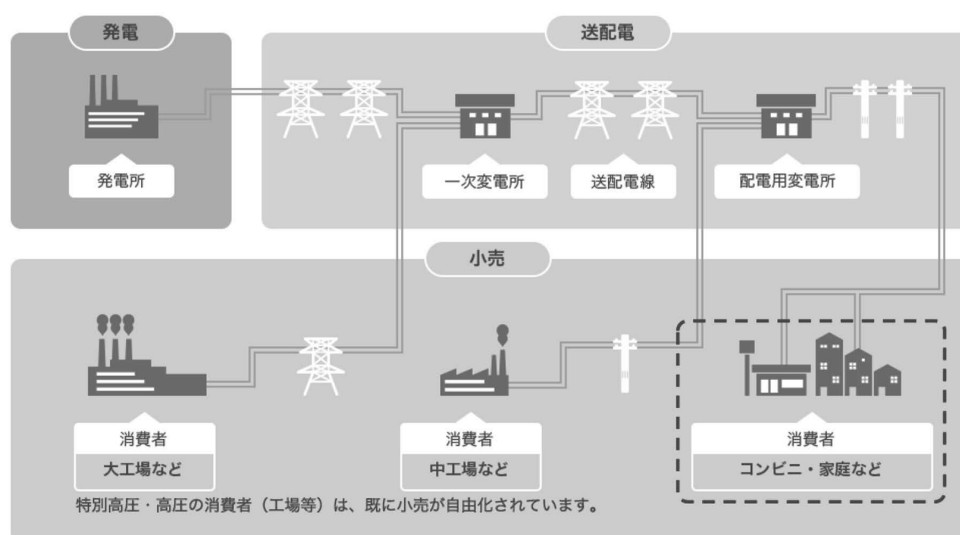 発電
送配電
発電所
一次変電所
送配電線
配電用変電所
小売
消費者
大工場など
消費者
中工場など
消費者
コンビニ・家庭など
特別高圧・高圧の消費者（工場等）は、既に小売が自由化されています。